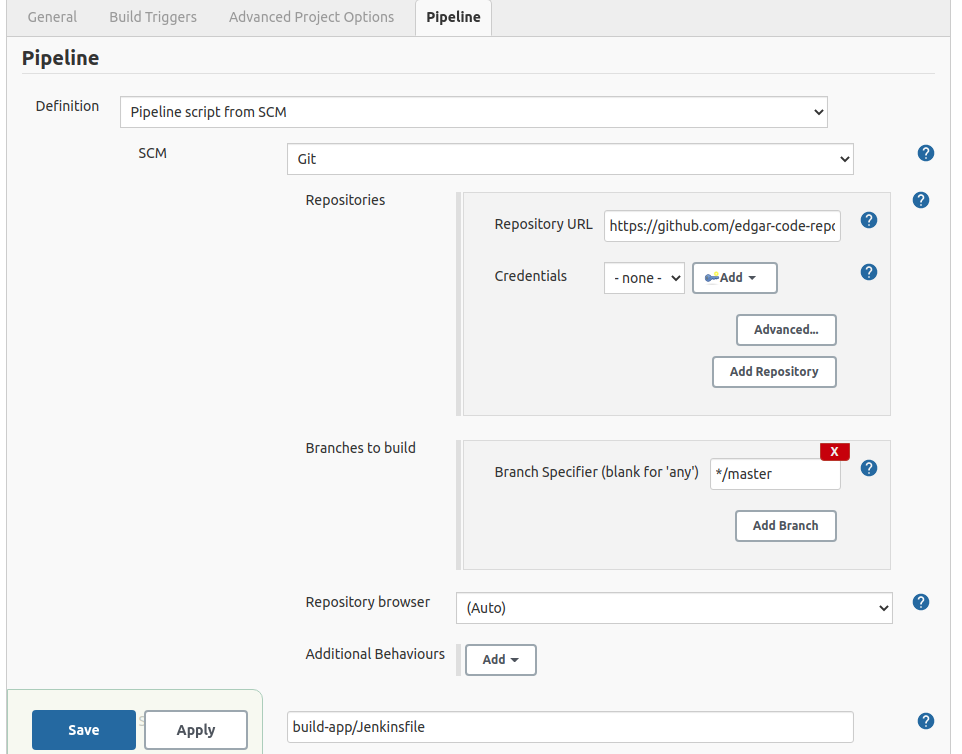 General Build Triggers Advanced Project Options Pipeline
Pipeline
Definition Pipeline script from SCM
SCM Git ?
Repositories ?
Repository URL https://github.com/edgar-code-repo ?
Credentials - none - Add ?
Advanced...
Add Repository
Branches to build X
Branch Specifier (blank for 'any') */master ?
Add Branch
Repository browser (Auto) ?
Additional Behaviours Add
Save Apply build-app/Jenkinsfile ?